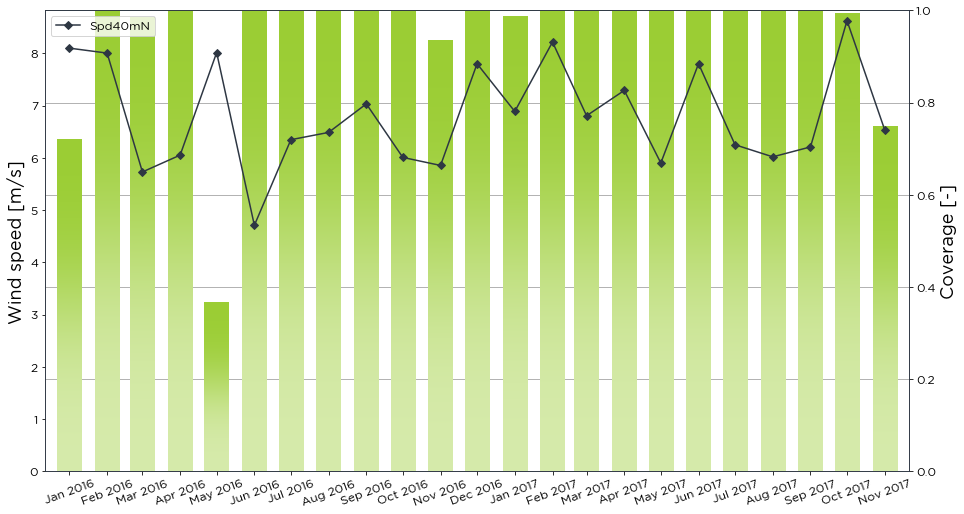 Spd40mN
Wind speed [m/s]
8
7
6
5
4
3
2
1
0
1.0
0.8
0.6
0.4
0.2
0.0
Coverage [-]
Jan 2016
Feb 2016
Mar 2016
Apr 2016
May 2016
Jun 2016
Jul 2016
Aug 2016
Sep 2016
Oct 2016
Nov 2016
Dec 2016
Jan 2017
Feb 2017
Mar 2017
Apr 2017
May 2017
Jun 2017
Jul 2017
Aug 2017
Sep 2017
Oct 2017
Nov 2017